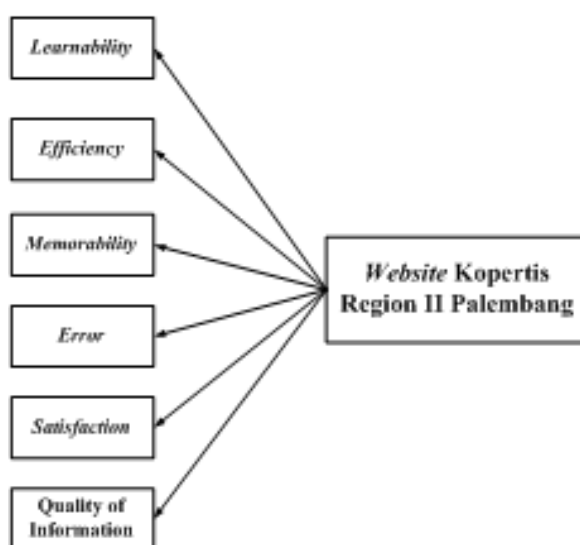 Learnability
Efficiency
Memorability
Error
Satisfaction
Quality of
Information
Website Kopertis
Region II Palembang